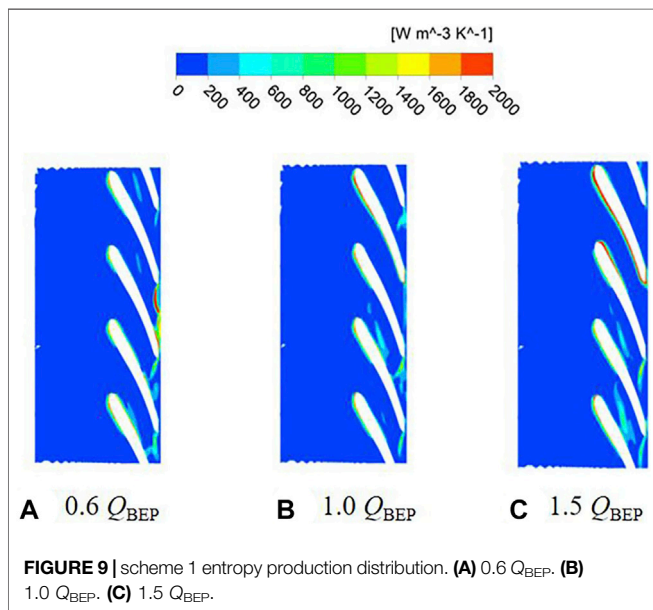 [W m^-3 K^-1]
0 200 400 600 800 1000 1200 1400 1600 1800 2000
A 0.6 QBEP B 1.0 QBEP C 1.5 QBEP
FIGURE 9 | scheme 1 entropy production distribution. (A) 0.6 QBEP. (B)
1.0 QBEP. (C) 1.5 QBEP.